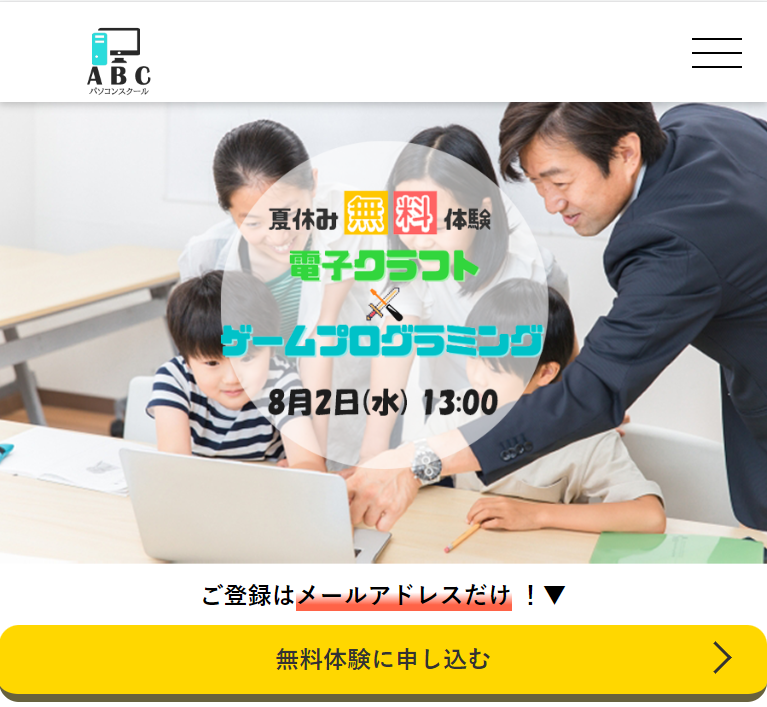 ABC
パソコンスクール
夏休み無料体験
電子クラフト
ゲームプログラミング
8月2日(水) 13:00
ご登録はメールアドレスだけ ！▼
無料体験に申し込む